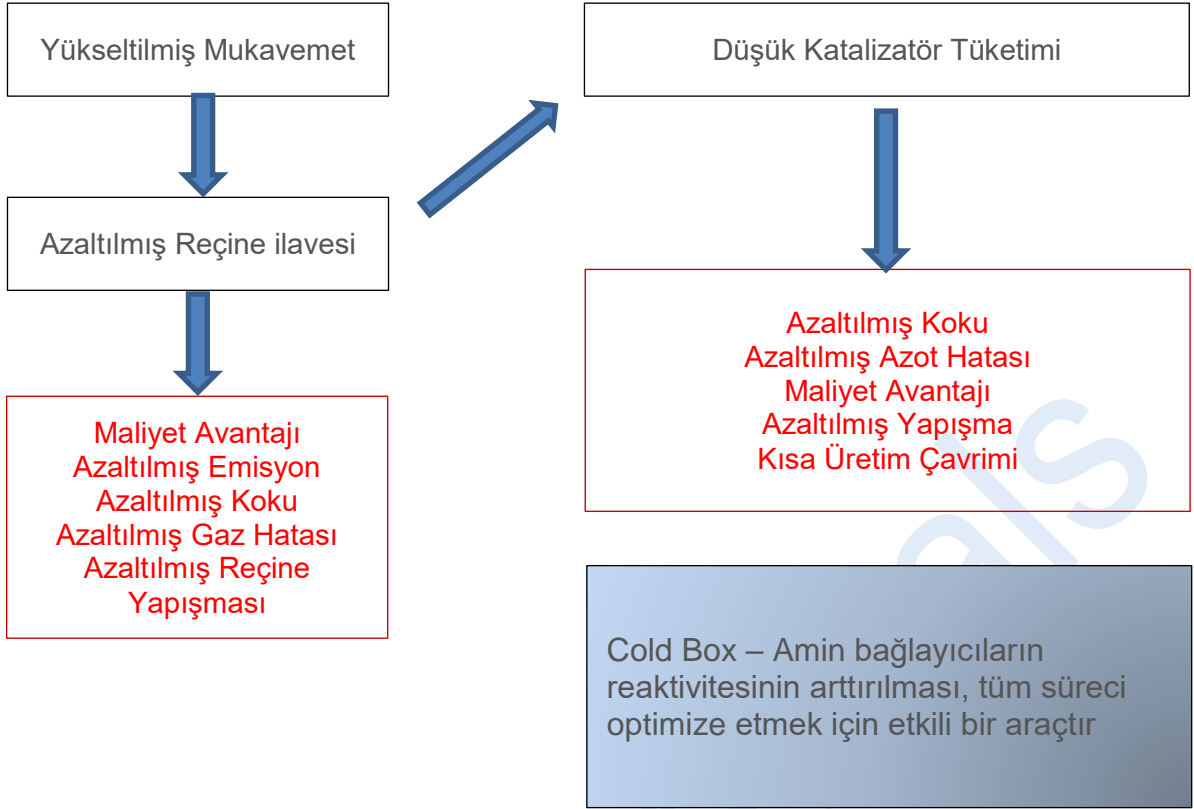 Yükseltilmiş Mukavemet
Düşük Katalizatör Tüketimi
Azaltılmış Reçine ilavesi
Maliyet Avantajı
Azaltılmış Emisyon
Azaltılmış Koku
Azaltılmış Gaz Hatası
Azaltılmış Reçine
Yapışması
Azaltılmış Koku
Azaltılmış Azot Hatası
Maliyet Avantajı
Azaltılmış Yapışma
Kısa Üretim Çavrimi
Cold Box – Amin bağlayıcıların
reaktivitesinin arttırılması, tüm süreci
optimize etmek için etkili bir araçtır